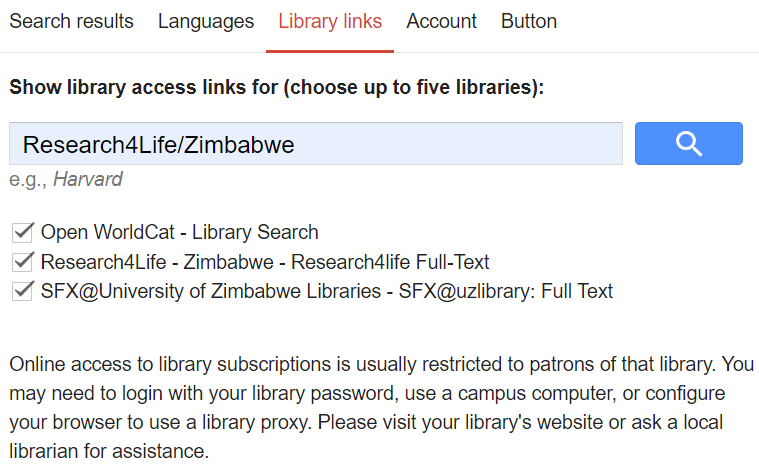 Search results Languages Library links Account Button
Show library access links for (choose up to five libraries):
Research4Life/Zimbabwe
e.g., Harvard
Open WorldCat - Library Search
Research4Life - Zimbabwe - Research4life Full-Text
SFX@University of Zimbabwe Libraries - SFX@uzlibrary: Full Text
Online access to library subscriptions is usually restricted to patrons of that library. You
may need to login with your library password, use a campus computer, or configure
your browser to use a library proxy. Please visit your library's website or ask a local
librarian for assistance.